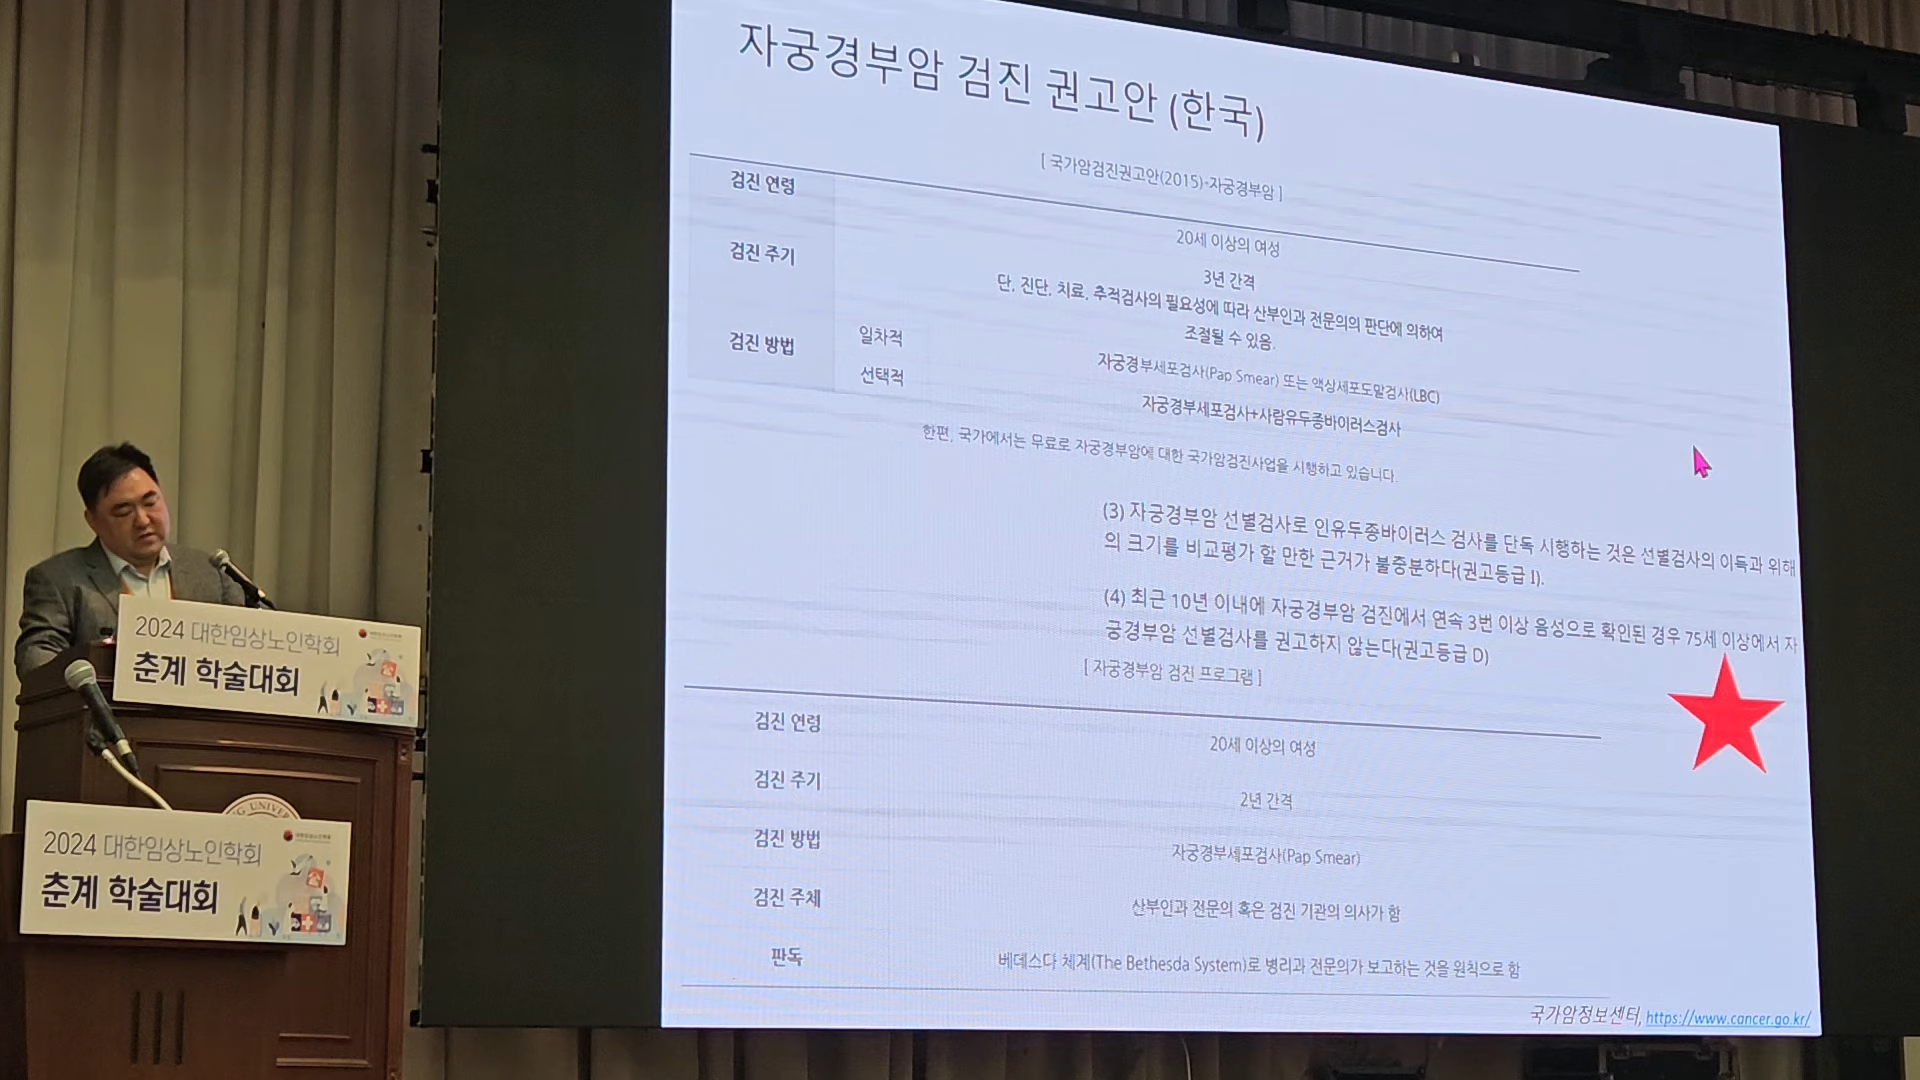 자궁경부암 검진 권고안 (한국)
[ 국가암검진권고안(2015)-자궁경부암 ]
검진 연령
20세 이상의 여성
검진 주기
3년 간격
단, 진단, 치료, 추적검사의 필요성에 따라 산부인과 전문의의 판단에 의하여
조절될 수 있음.
검진 방법
일차적
자궁경부세포검사(Pap Smear) 또는 액상세포도말검사(LBC)
선택적
자궁경부세포검사+사람유두종바이러스검사
한편, 국가에서는 무료로 자궁경부암에 대한 국가암검진사업을 시행하고 있습니다.
(3) 자궁경부암 선별검사로 인유두종바이러스 검사를 단독 시행하는 것은 선별검사의 이득과 위해
의 크기를 비교평가 할 만한 근거가 불충분하다(권고등급 I).
(4) 최근 10년 이내에 자궁경부암 검진에서 연속 3번 이상 음성으로 확인된 경우 75세 이상에서 자
궁경부암 선별검사를 권고하지 않는다(권고등급 D)
[ 자궁경부암 검진 프로그램 ]
검진 연령
20세 이상의 여성
검진 주기
2년 간격
검진 방법
자궁경부세포검사(Pap Smear)
검진 주체
산부인과 전문의 혹은 검진 기관의 의사가 함
판독
베데스다 체계(The Bethesda System)로 병리과 전문의가 보고하는 것을 원칙으로 함
국가암정보센터, https://www.cancer.go.kr/
2024 대한임상노인학회
춘계 학술대회
2024 대한임상노인학회
춘계 학술대회